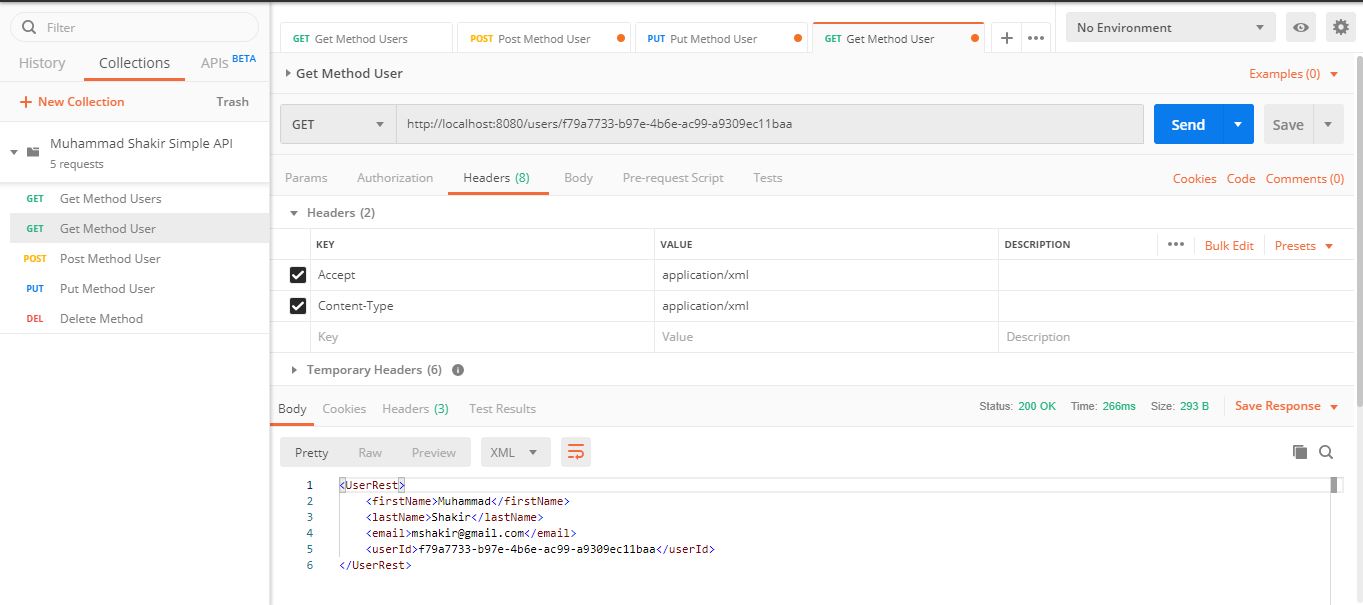 Filter
History Collections APIs BETA
+ New Collection Trash
Muhammad Shakir Simple API
5 requests
GET Get Method Users
GET Get Method User
POST Post Method User
PUT Put Method User
DEL Delete Method
GET Get Method Users POST Post Method User PUT Put Method User GET Get Method User + ••• No Environment
Get Method User Examples (0)
GET http://localhost:8080/users/f79a7733-b97e-4b6e-ac99-a9309ec11baa Send Save
Params Authorization Headers (8) Body Pre-request Script Tests Cookies Code Comments (0)
Headers (2)
KEY VALUE DESCRIPTION ••• Bulk Edit Presets
Accept application/xml
Content-Type application/xml
Key Value Description
Temporary Headers (6) i
Body Cookies Headers (3) Test Results Status: 200 OK Time: 266ms Size: 293 B Save Response
Pretty Raw Preview XML
1 <UserRest>
2 <firstName>Muhammad</firstName>
3 <lastName>Shakir</lastName>
4 <email>mshakir@gmail.com</email>
5 <userId>f79a7733-b97e-4b6e-ac99-a9309ec11baa</userId>
6 </UserRest>